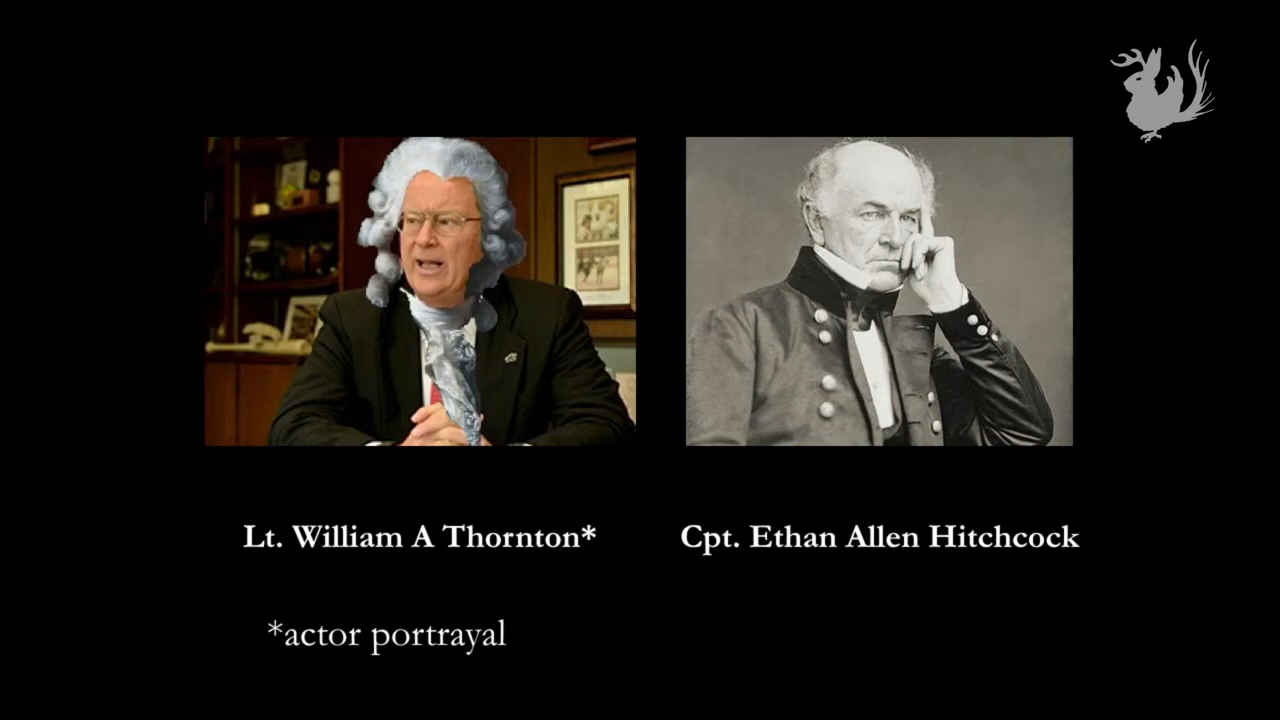 Lt. William A Thornton*
Cpt. Ethan Allen Hitchcock
*actor portrayal